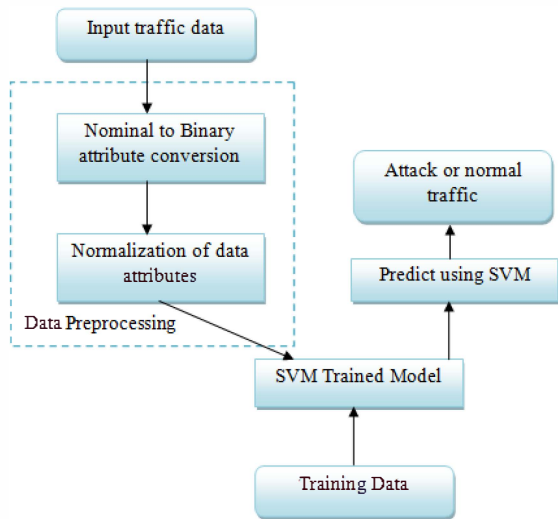 Input traffic data
Nominal to Binary
attribute conversion
Normalization of data
attributes
Data Preprocessing
Attack or normal
traffic
Predict using SVM
SVM Trained Model
Training Data